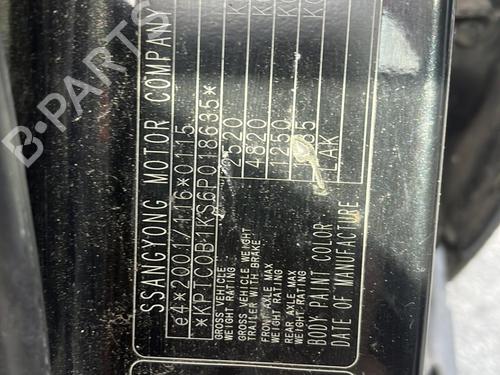 SSANGYONG MOTOR COMPANY
e4*2001/116*0115
*KPTC0B1KS6P018635*
GROSS VEHICLE WEIGHT RATING 2520
GROSS VEHICLE WEIGHT TRAILER WITH BRAKE 4820
FRONT AXLE MAX WEIGHT RATING 1250
REAR AXLE MAX WEIGHT RATING
BODY PAINT COLOR LAK
DATE OF MANUFACTURE
B-PARTS